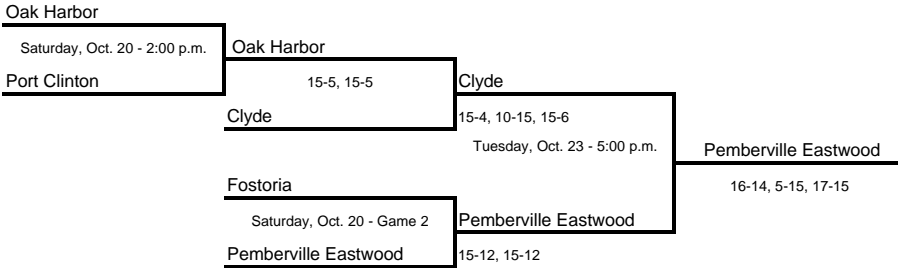 Oak Harbor
Saturday, Oct. 20 - 2:00 p.m.
Oak Harbor
Port Clinton
15-5, 15-5
Clyde
Clyde
15-4, 10-15, 15-6
Tuesday, Oct. 23 - 5:00 p.m.
Pemberville Eastwood
16-14, 5-15, 17-15
Fostoria
Saturday, Oct. 20 - Game 2
Pemberville Eastwood
Pemberville Eastwood
15-12, 15-12